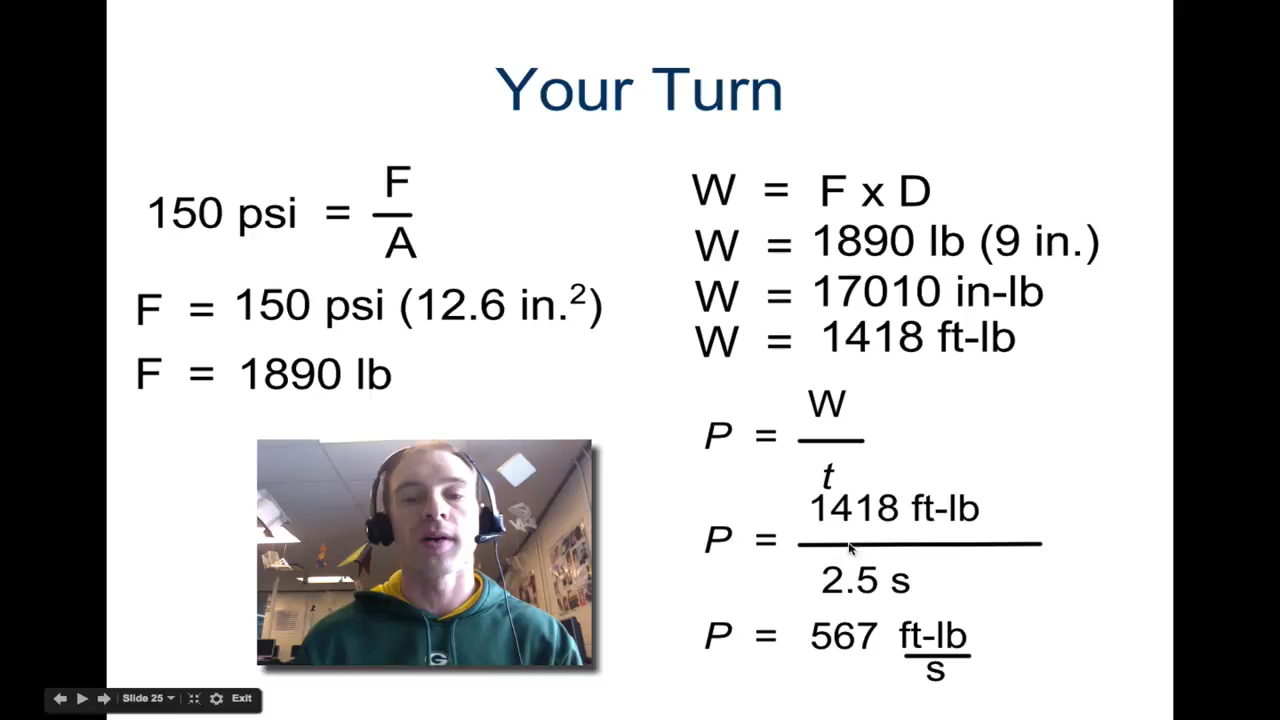 Your Turn
150 psi = F
A
F = 150 psi (12.6 in.²)
F = 1890 lb
W = F x D
W = 1890 lb (9 in.)
W = 17010 in-lb
W = 1418 ft-lb
P = W
t
P = 1418 ft-lb
2.5 s
P = 567 ft-lb
s
G
Slide 25
Exit